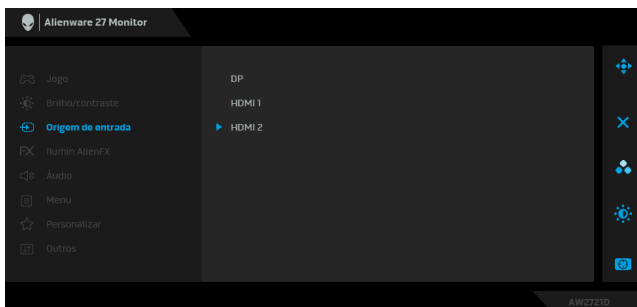 Alienware 27 Monitor
Jogo
Brilho/contraste
Origem de entrada
Ilumin AlienFX
Áudio
Menu
Personalizar
Outros
DP
HDMI 1
HDMI 2
AW2721D